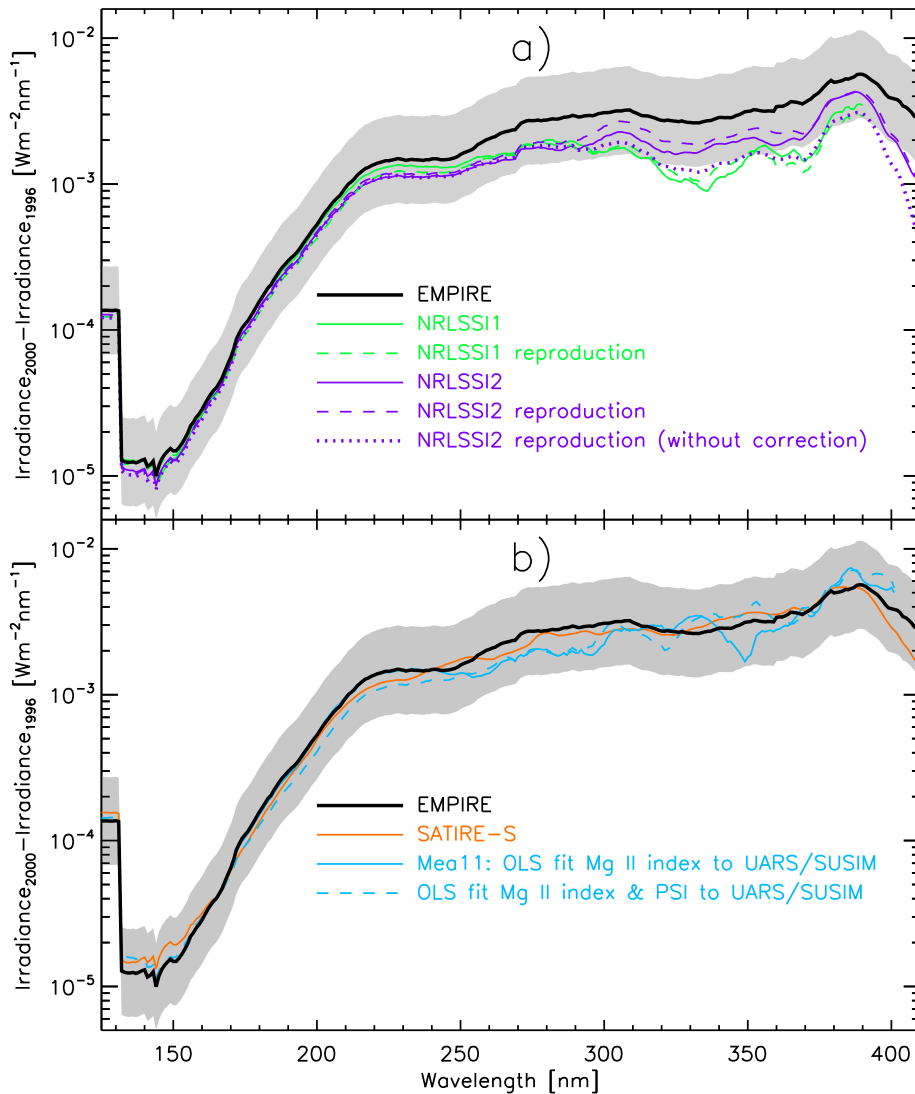 a)
10⁻²
10⁻³
10⁻⁴
10⁻⁵
Irradiance₂₀₀₀−Irradiance₁₉₉₆ [Wm⁻²nm⁻¹]
EMPIRE
NRLSSI1
NRLSSI1 reproduction
NRLSSI2
NRLSSI2 reproduction
NRLSSI2 reproduction (without correction)
b)
10⁻²
10⁻³
10⁻⁴
10⁻⁵
Irradiance₂₀₀₀−Irradiance₁₉₉₆ [Wm⁻²nm⁻¹]
EMPIRE
SATIRE−S
Mea11: OLS fit Mg II index to UARS/SUSIM
OLS fit Mg II index & PSI to UARS/SUSIM
150 200 250 300 350 400
Wavelength [nm]